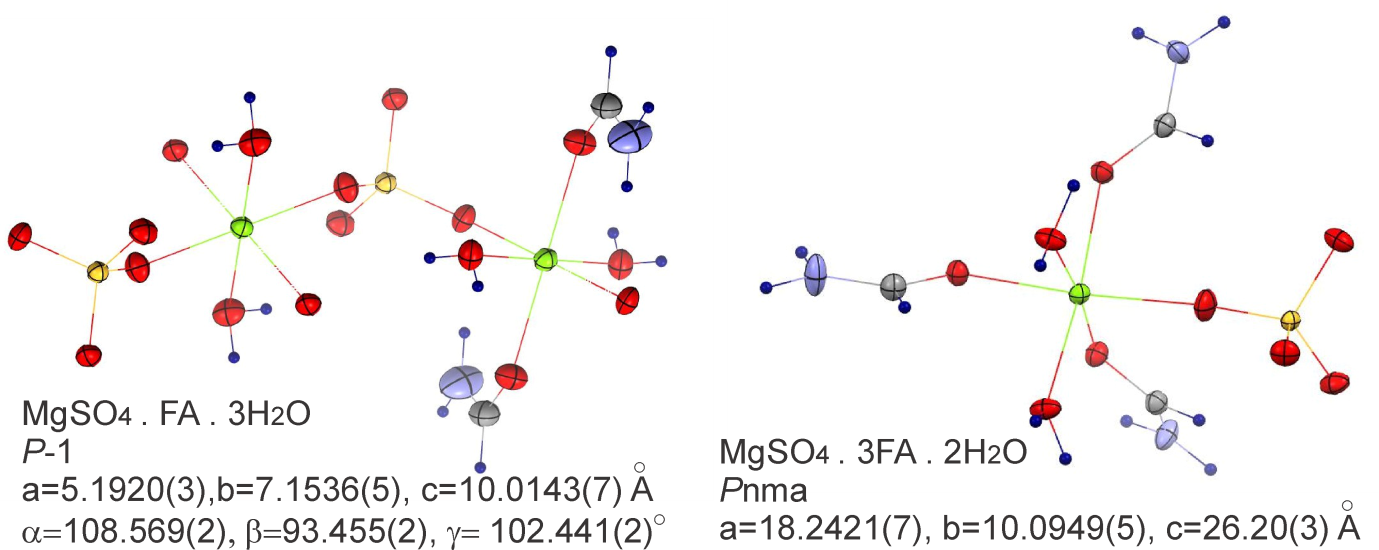 MgSO4 . FA . 3H2O
P-1
a=5.1920(3),b=7.1536(5), c=10.0143(7) Å
α=108.569(2), β=93.455(2), γ= 102.441(2)°
MgSO4 . 3FA . 2H2O
Pnma
a=18.2421(7), b=10.0949(5), c=26.20(3) Å